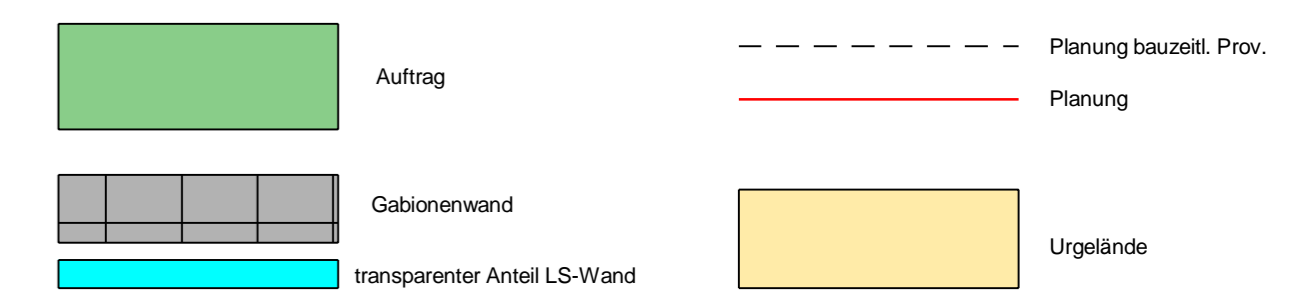 Auftrag
Gabionenwand
transparenter Anteil LS-Wand
Planung bauzeitl. Prov.
Planung
Urgelände